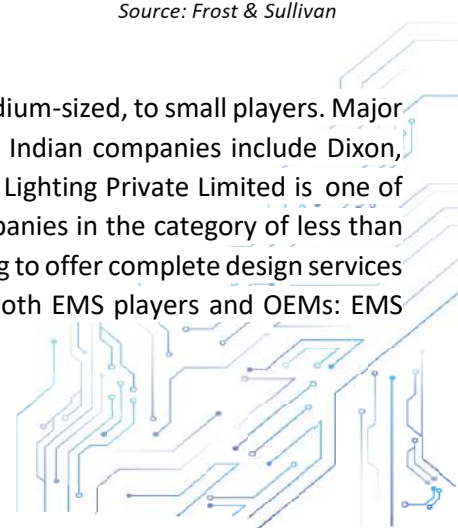 Source: Frost & Sullivan
dium-sized, to small players. Major
Indian companies include Dixon,
Lighting Private Limited is one of
panies in the category of less than
g to offer complete design services
oth EMS players and OEMs: EMS